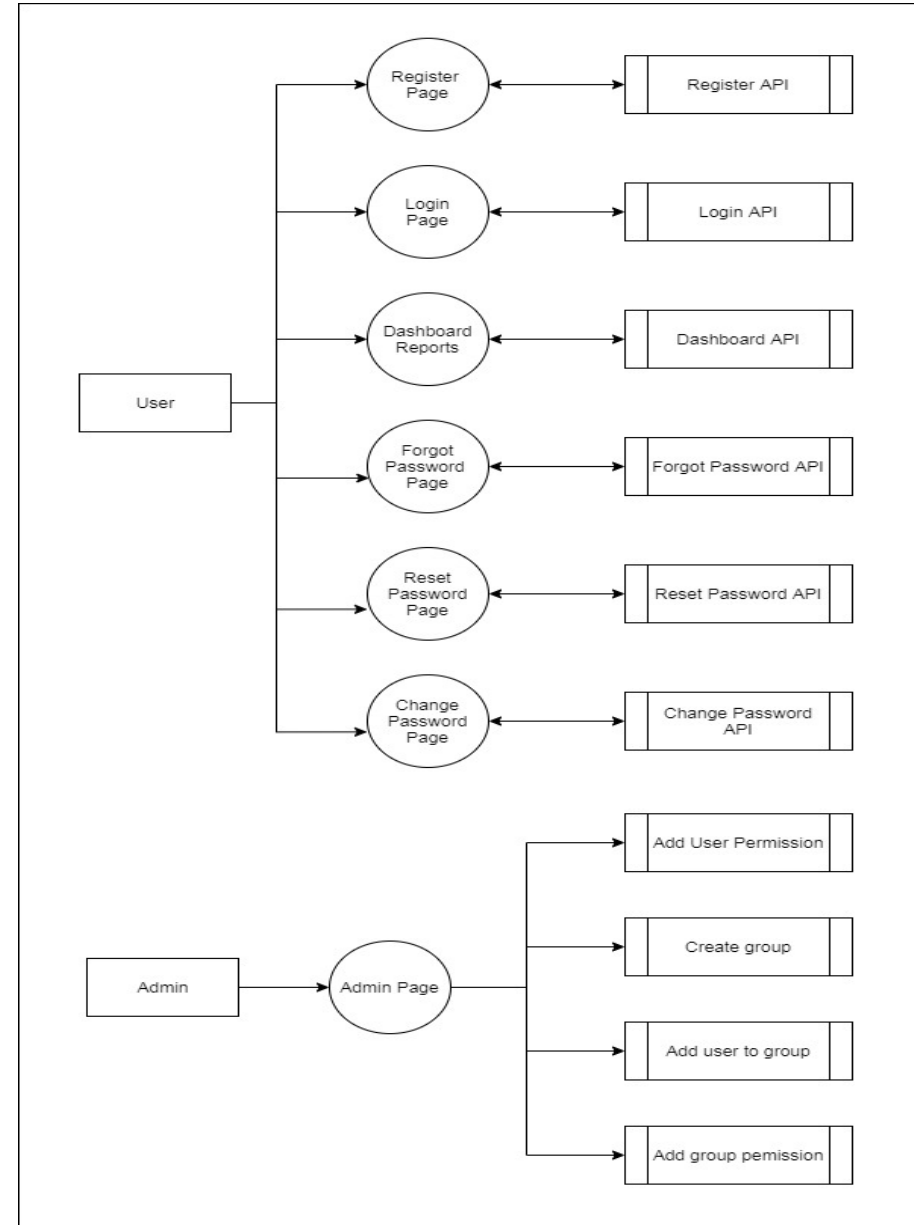 Register
Page
Register API
Login
Page
Login API
Dashboard
Reports
Dashboard API
User
Forgot
Password
Page
Forgot Password API
Reset
Password
Page
Reset Password API
Change
Password
Page
Change Password
API
Add User Permission
Create group
Admin
Admin Page
Add user to group
Add group pemission